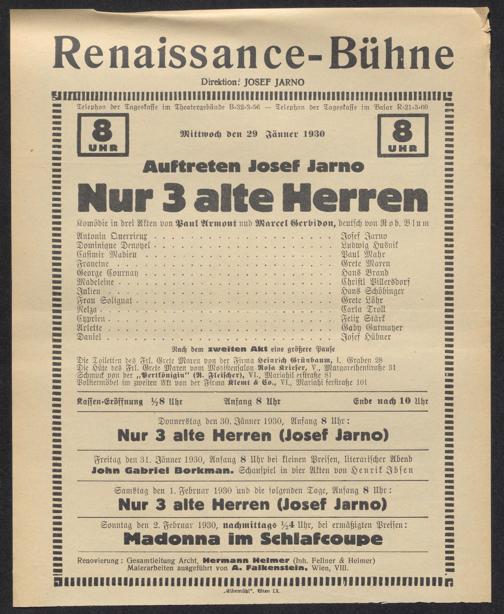 Renaissance-Bühne
Direktion: JOSEF JARNO
Telephon der Tageskasse im Theatergebäude B-32-3-56 — Telephon der Tageskasse im Basar R-21-3-60
8 UHR
Mittwoch den 29 Jänner 1930
8 UHR
Auftreten Josef Jarno
Nur 3 alte Herren
Komödie in drei Akten von Paul Armont und Marcel Gerbidon, deutsch von Rob. Blum
Antonin Querrieux . . . Josef Jarno
Dominique Denoyel . . . Ludwig Husnik
Casimir Madieu . . . Paul Mahr
Francine . . . Grete Maren
George Cournay . . . Hans Brand
Madeleine . . . Christl Pillersdorf
Julien . . . Hans Schöbinger
Frau Solignat . . . Grete Löhr
Nelza . . . Carla Troll
Cyprien . . . Felix Stärk
Arlette . . . Gaby Gutmayer
Daniel . . . Josef Hübner
Nach dem zweiten Akt eine größere Pause
Die Toiletten des Frl. Grete Maren von der Firma Heinrich Grünbaum, I. Graben 28
Die Hüte des Frl. Grete Maren vom Modesalon Rosa Krieser, V., Margaretenstraße 31
Schmuck von der „Perlkönigin" (R. Fleischer), VI., Mariahilferstraße 81
Polstermöbel im zweiten Akt von der Firma Klemt & Co., VI., Mariahilferstraße 101
Kassen-Eröffnung ½8 Uhr Anfang 8 Uhr Ende nach 10 Uhr
Donnerstag den 30. Jänner 1930, Anfang 8 Uhr:
Nur 3 alte Herren (Josef Jarno)
Freitag den 31. Jänner 1930, Anfang 8 Uhr bei kleinen Preisen, literarischer Abend
John Gabriel Borkman. Schauspiel in vier Akten von Henrik Ibsen
Samstag den 1. Februar 1930 und die folgenden Tage, Anfang 8 Uhr:
Nur 3 alte Herren (Josef Jarno)
Sonntag den 2. Februar 1930, nachmittags ½4 Uhr, bei ermäßigten Preisen:
Madonna im Schlafcoupe
Renovierung: Gesamtleitung Archt. Hermann Helmer (Inh. Fellner & Helmer)
Malerarbeiten ausgeführt von A. Falkenstein, Wien, VIII.
„Elbemühl", Wien IX.